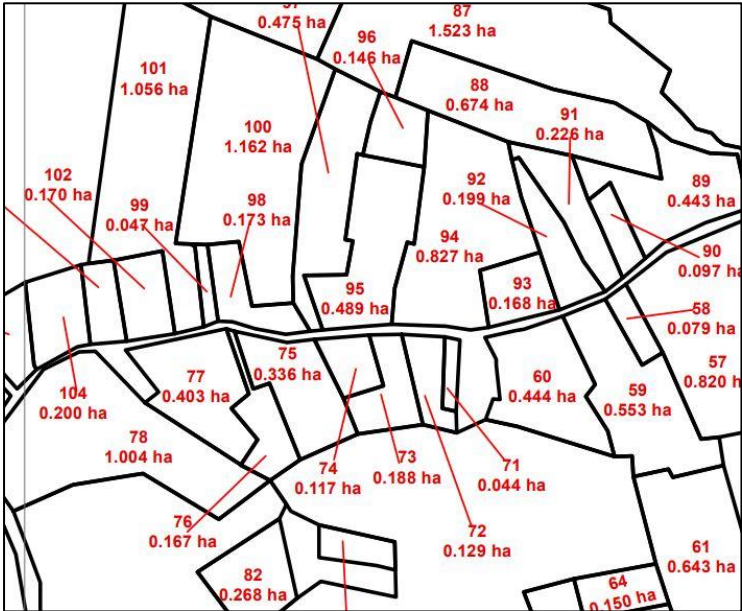 97
0.475 ha
96
0.146 ha
87
1.523 ha
101
1.056 ha
88
0.674 ha
100
1.162 ha
91
0.226 ha
102
0.170 ha
99
0.047 ha
98
0.173 ha
92
0.199 ha
89
0.443 ha
94
0.827 ha
90
0.097 ha
93
0.168 ha
95
0.489 ha
58
0.079 ha
75
0.336 ha
77
0.403 ha
60
0.444 ha
57
0.820 h
104
0.200 ha
59
0.553 ha
78
1.004 ha
74
0.117 ha
73
0.188 ha
71
0.044 ha
76
0.167 ha
72
0.129 ha
61
0.643 ha
82
0.268 ha
64
0.150 ha